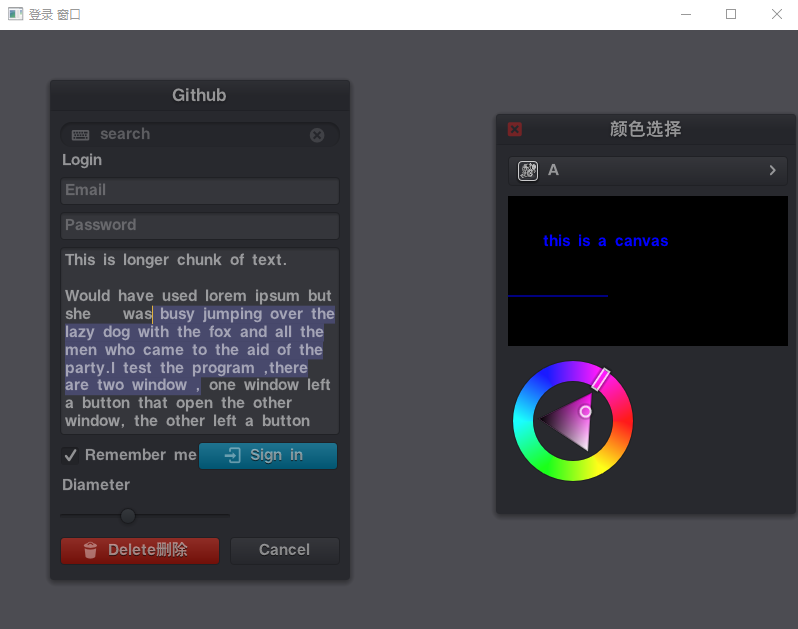 登录 窗口
Github
search
Login
Email
Password
This is longer chunk of text.
Would have used lorem ipsum but
she was busy jumping over the
lazy dog with the fox and all the
men who came to the aid of the
party.I test the program ,there
are two window , one window left
a button that open the other
window, the other left a button
Remember me
Sign in
Diameter
Delete删除
Cancel
颜色选择
A
this is a canvas